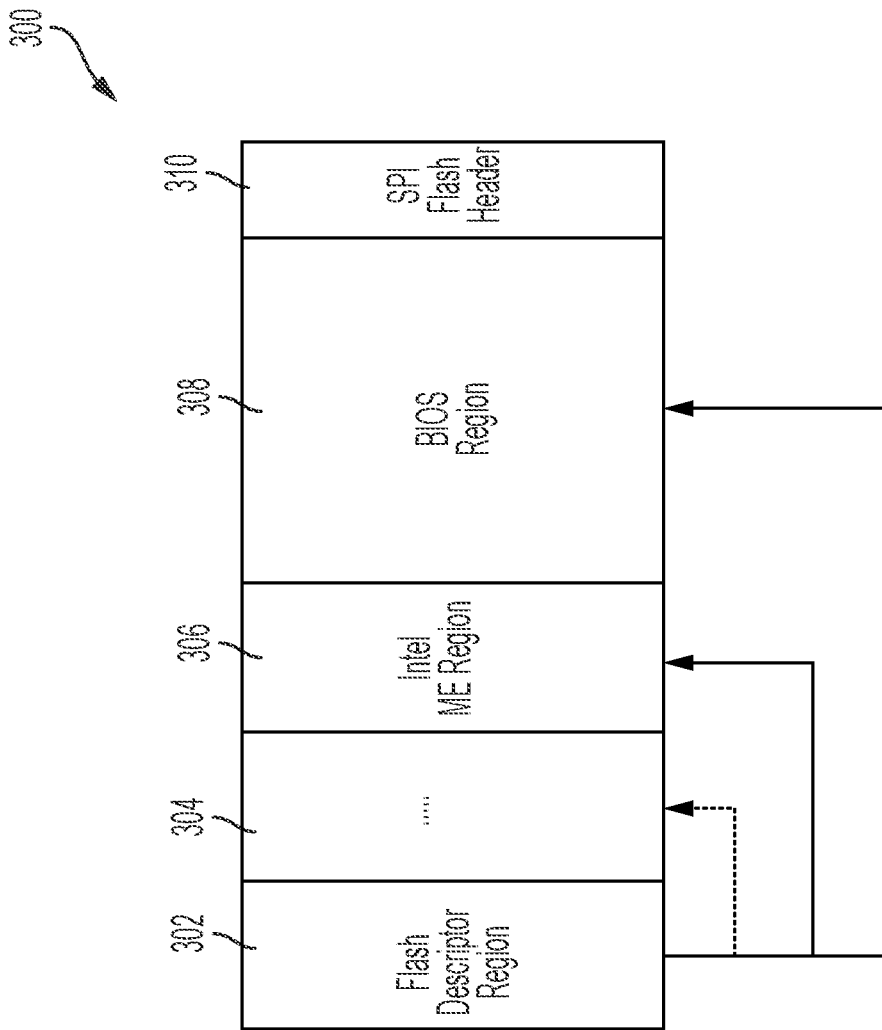 300
302
304
306
308
310
Flash
Descriptor
Region
.....
Intel
ME Region
BIOS
Region
SPI
Flash
Header